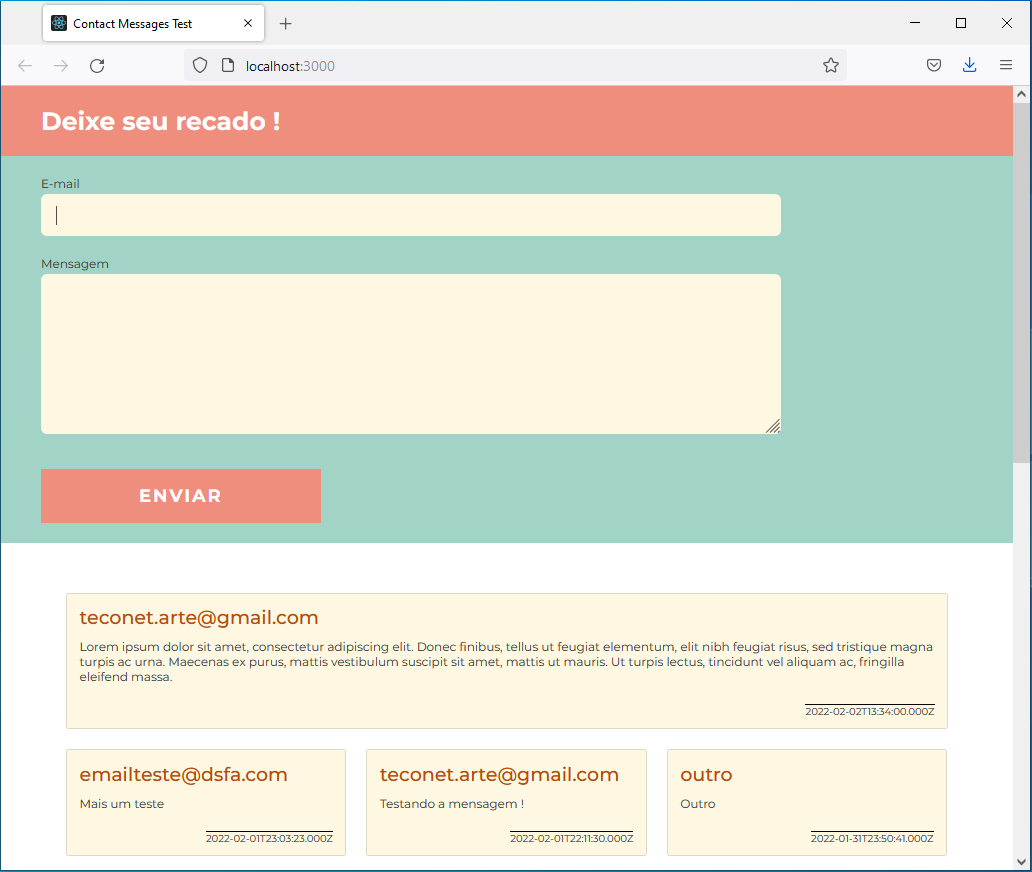 Contact Messages Test
localhost:3000
Deixe seu recado !
E-mail
Mensagem
ENVIAR
teconet.arte@gmail.com
Lorem ipsum dolor sit amet, consectetur adipiscing elit. Donec finibus, tellus ut feugiat elementum, elit nibh feugiat risus, sed tristique magna
turpis ac urna. Maecenas ex purus, mattis vestibulum suscipit sit amet, mattis ut mauris. Ut turpis lectus, tincidunt vel aliquam ac, fringilla
eleifend massa.
2022-02-02T13:34:00.000Z
emailteste@dsfa.com
Mais um teste
2022-02-01T23:03:23.000Z
teconet.arte@gmail.com
Testando a mensagem !
2022-02-01T22:11:30.000Z
outro
Outro
2022-01-31T23:50:41.000Z